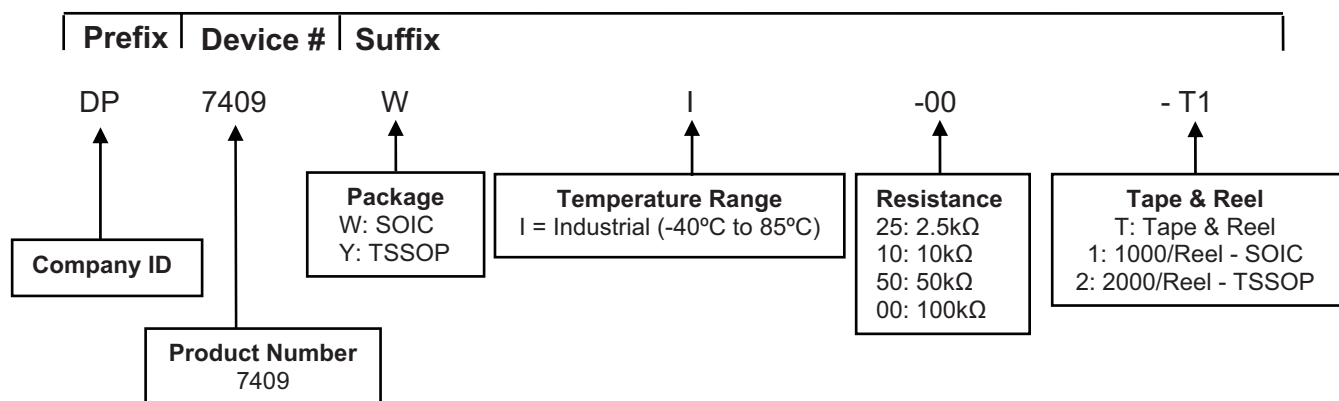 Prefix Device # Suffix
DP 7409 W I -00 - T1
Package
W: SOIC
Y: TSSOP
Temperature Range
I = Industrial (-40ºC to 85ºC)
Resistance
25: 2.5kΩ
10: 10kΩ
50: 50kΩ
00: 100kΩ
Tape & Reel
T: Tape & Reel
1: 1000/Reel - SOIC
2: 2000/Reel - TSSOP
Company ID
Product Number
7409